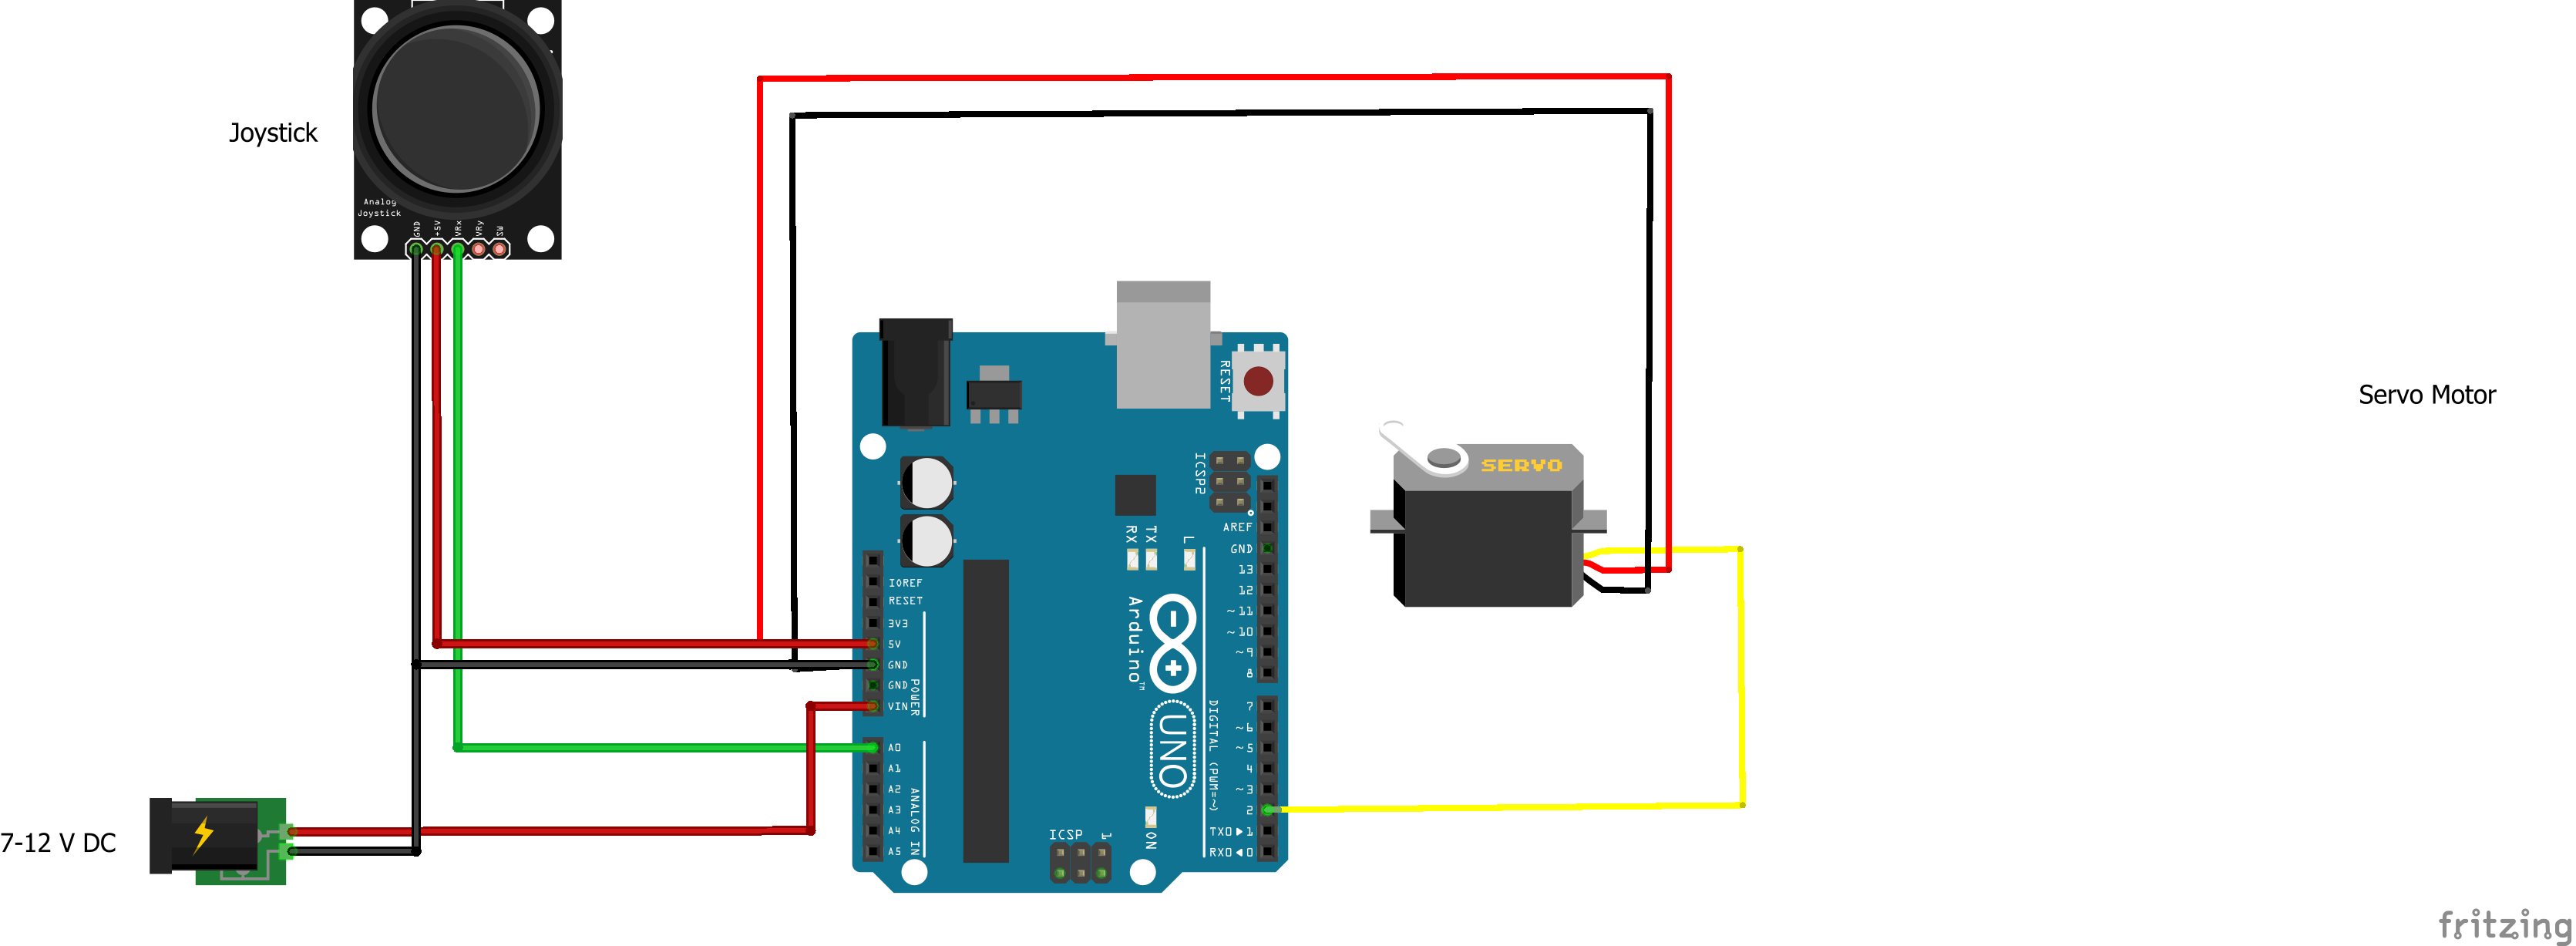 Joystick
Analog
Joystick
GND
+5V
VRx
VRy
SW
7-12 V DC
RESET
ICSP2
AREF
GND
13
12
~11
~10
~9
8
7
~6
~5
4
~3
2
TX0▶1
RX0◀0
DIGITAL (PWM=~)
RX
TX
L
Arduino™
UNO
IOREF
RESET
3V3
5V
GND
GND
VIN
POWER
A0
A1
A2
A3
A4
A5
ANALOG IN
ICSP
1
ON
SERVO
Servo Motor
fritzing